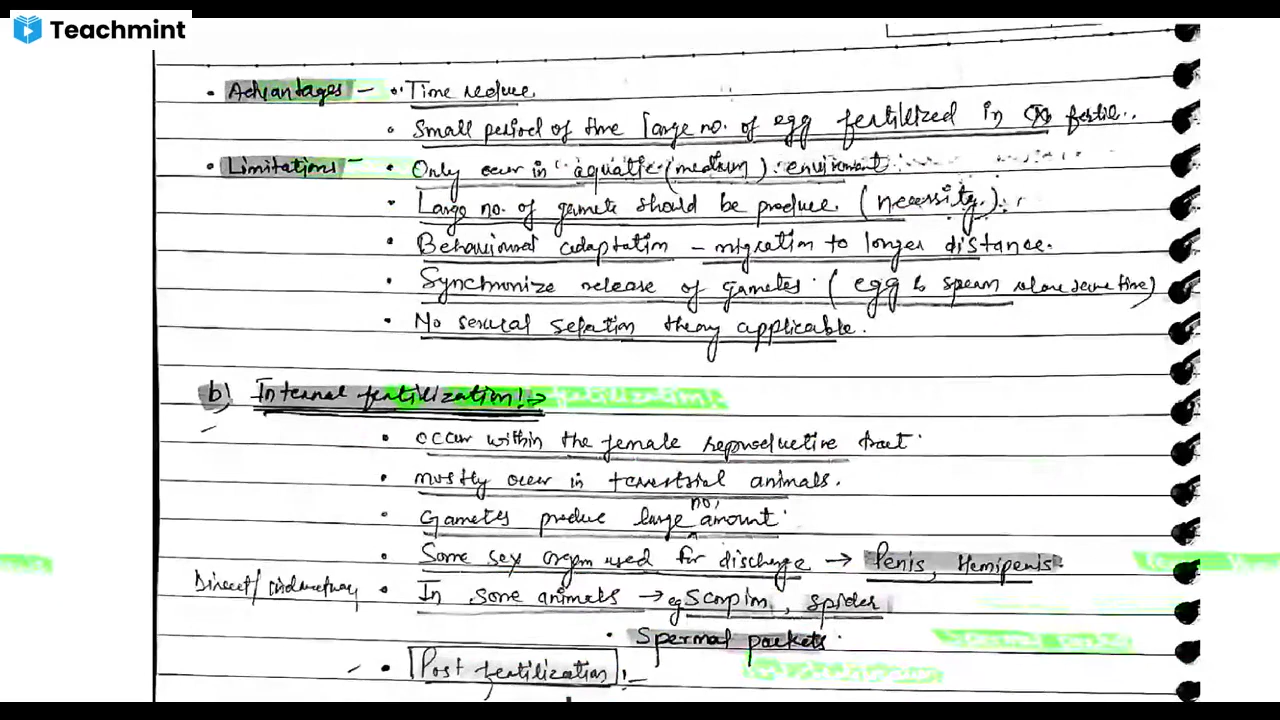 Teachmint
• Advantages – • Time reduce
• Small period of time large no. of egg fertilized in fertil..
• Limitations – • Only occur in aquatic (medium) enviroment
• Large no. of gamete should be produce (necessity).
• Behavioural adaptation – migration to longer distance.
• Synchronize release of gametes (egg & sperm same time)
• No sexual selation theory applicable.
b) Internal fertilization:→
• occur within the female reproductive tract
• mostly occur in terrestrial animals.
• Gametes produce large no. amount
• Some sex organ used for discharge → Penis, Hemipenis
Direct/
• In some animals → eg Scorpion, spider
• Spermal packets
• Post fertilization:–